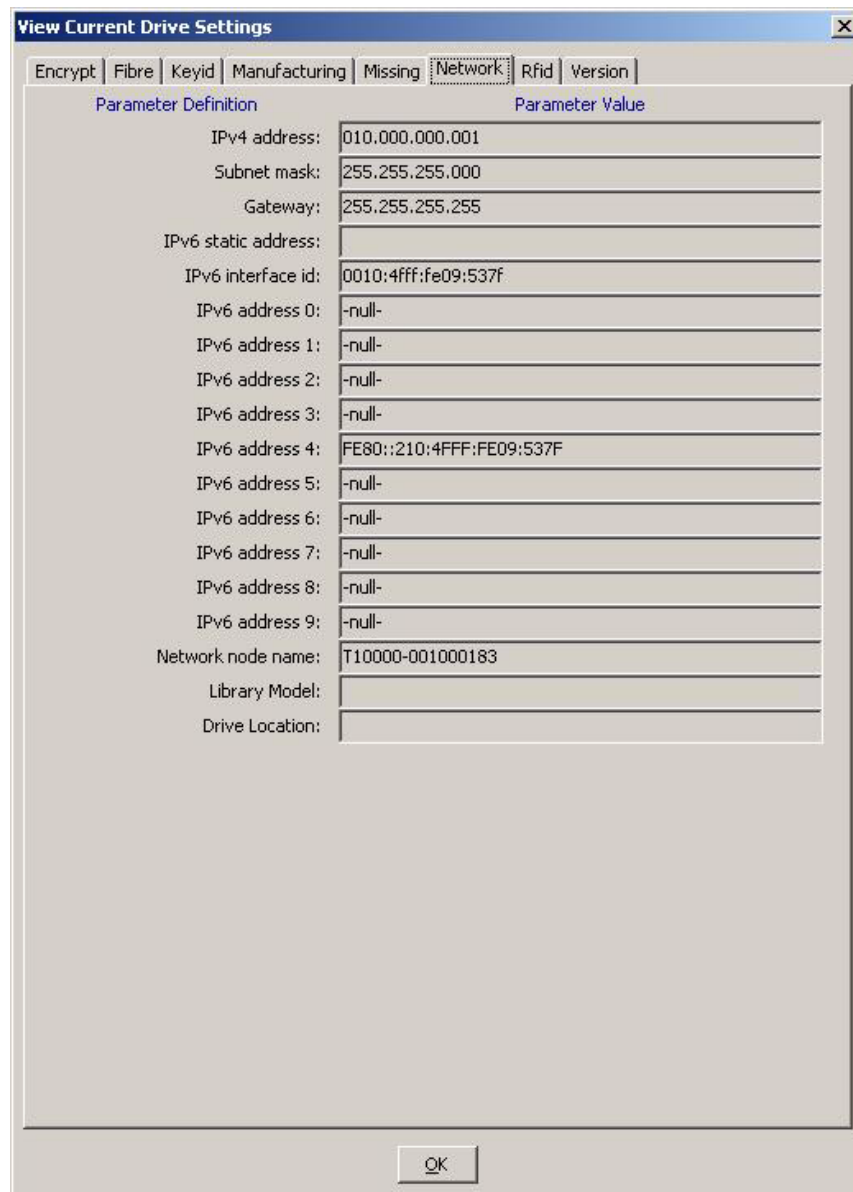 View Current Drive Settings
Encrypt Fibre Keyid Manufacturing Missing Network Rfid Version
Parameter Definition Parameter Value
IPv4 address: 010.000.000.001
Subnet mask: 255.255.255.000
Gateway: 255.255.255.255
IPv6 static address:
IPv6 interface id: 0010:4fff:fe09:537f
IPv6 address 0: -null-
IPv6 address 1: -null-
IPv6 address 2: -null-
IPv6 address 3: -null-
IPv6 address 4: FE80::210:4FFF:FE09:537F
IPv6 address 5: -null-
IPv6 address 6: -null-
IPv6 address 7: -null-
IPv6 address 8: -null-
IPv6 address 9: -null-
Network node name: T10000-001000183
Library Model:
Drive Location:
OK